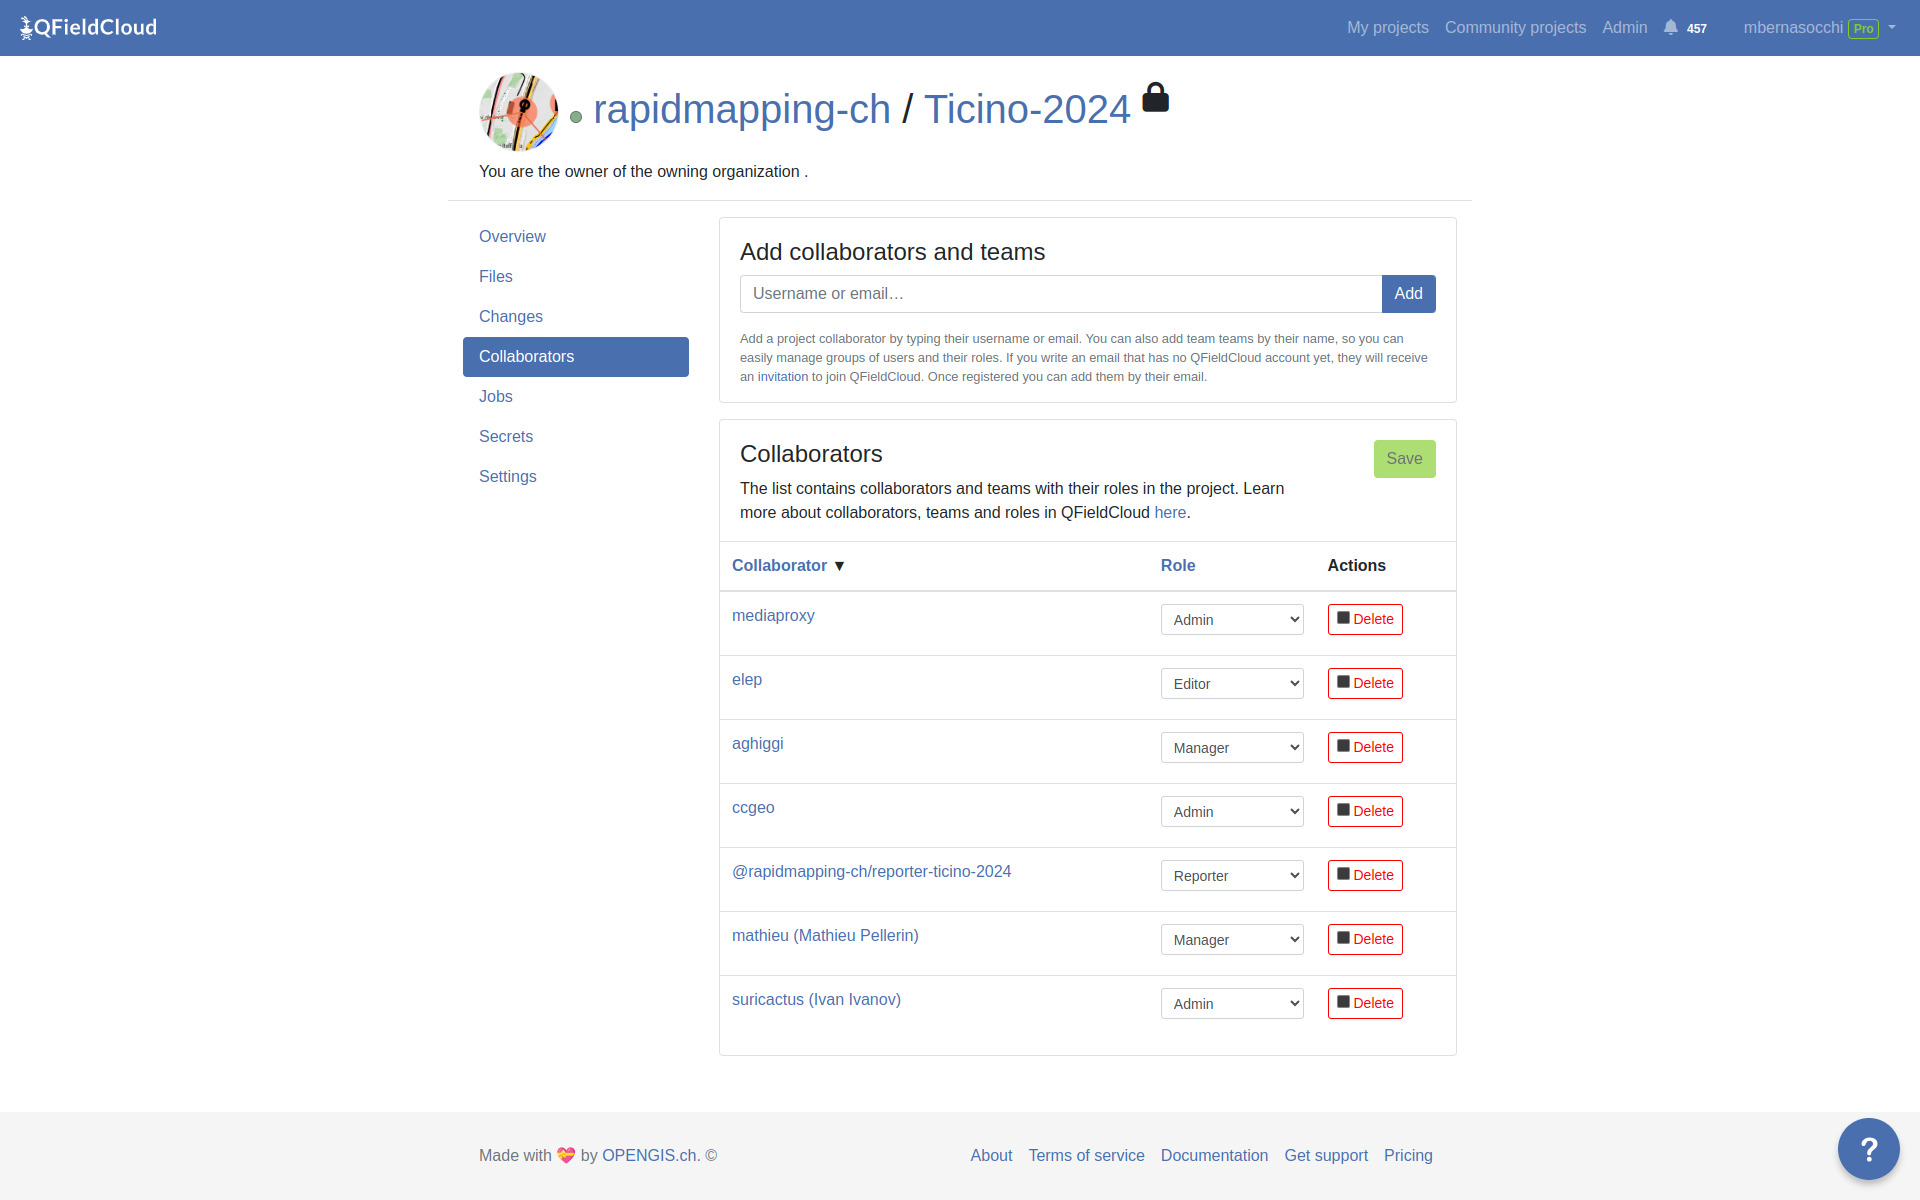 QFieldCloud
My projects Community projects Admin 457 mbernasocchi Pro
rapidmapping-ch / Ticino-2024
You are the owner of the owning organization .
Overview
Files
Changes
Collaborators
Jobs
Secrets
Settings
Add collaborators and teams
Username or email… Add
Add a project collaborator by typing their username or email. You can also add team teams by their name, so you can
easily manage groups of users and their roles. If you write an email that has no QFieldCloud account yet, they will receive
an invitation to join QFieldCloud. Once registered you can add them by their email.
Collaborators
Save
The list contains collaborators and teams with their roles in the project. Learn
more about collaborators, teams and roles in QFieldCloud here.
Collaborator ▼ Role Actions
mediaproxy Admin Delete
elep Editor Delete
aghiggi Manager Delete
ccgeo Admin Delete
@rapidmapping-ch/reporter-ticino-2024 Reporter Delete
mathieu (Mathieu Pellerin) Manager Delete
suricactus (Ivan Ivanov) Admin Delete
Made with 💝 by OPENGIS.ch. ©
About Terms of service Documentation Get support Pricing
?